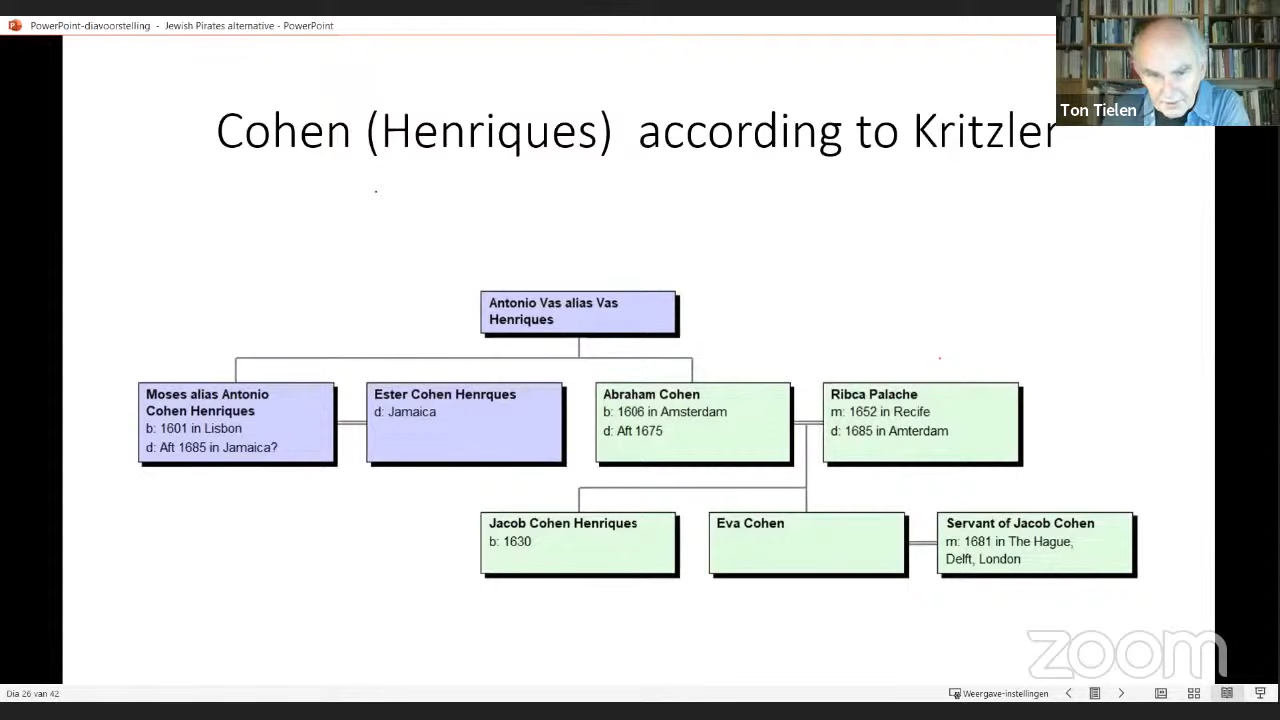 PowerPoint-diavoorstelling - Jewish Pirates alternative - PowerPoint
Ton Tielen
Cohen (Henriques) according to Kritzler
Antonio Vas alias Vas
Henriques
Moses alias Antonio
Cohen Henriques
b: 1601 in Lisbon
d: Aft 1685 in Jamaica?
Ester Cohen Henrques
d: Jamaica
Abraham Cohen
b: 1606 in Amsterdam
d: Aft 1675
Ribca Palache
m: 1652 in Recife
d: 1685 in Amterdam
Jacob Cohen Henriques
b: 1630
Eva Cohen
Servant of Jacob Cohen
m: 1681 in The Hague,
Delft, London
zoom
Dia 26 van 42
Weergave-instellingen